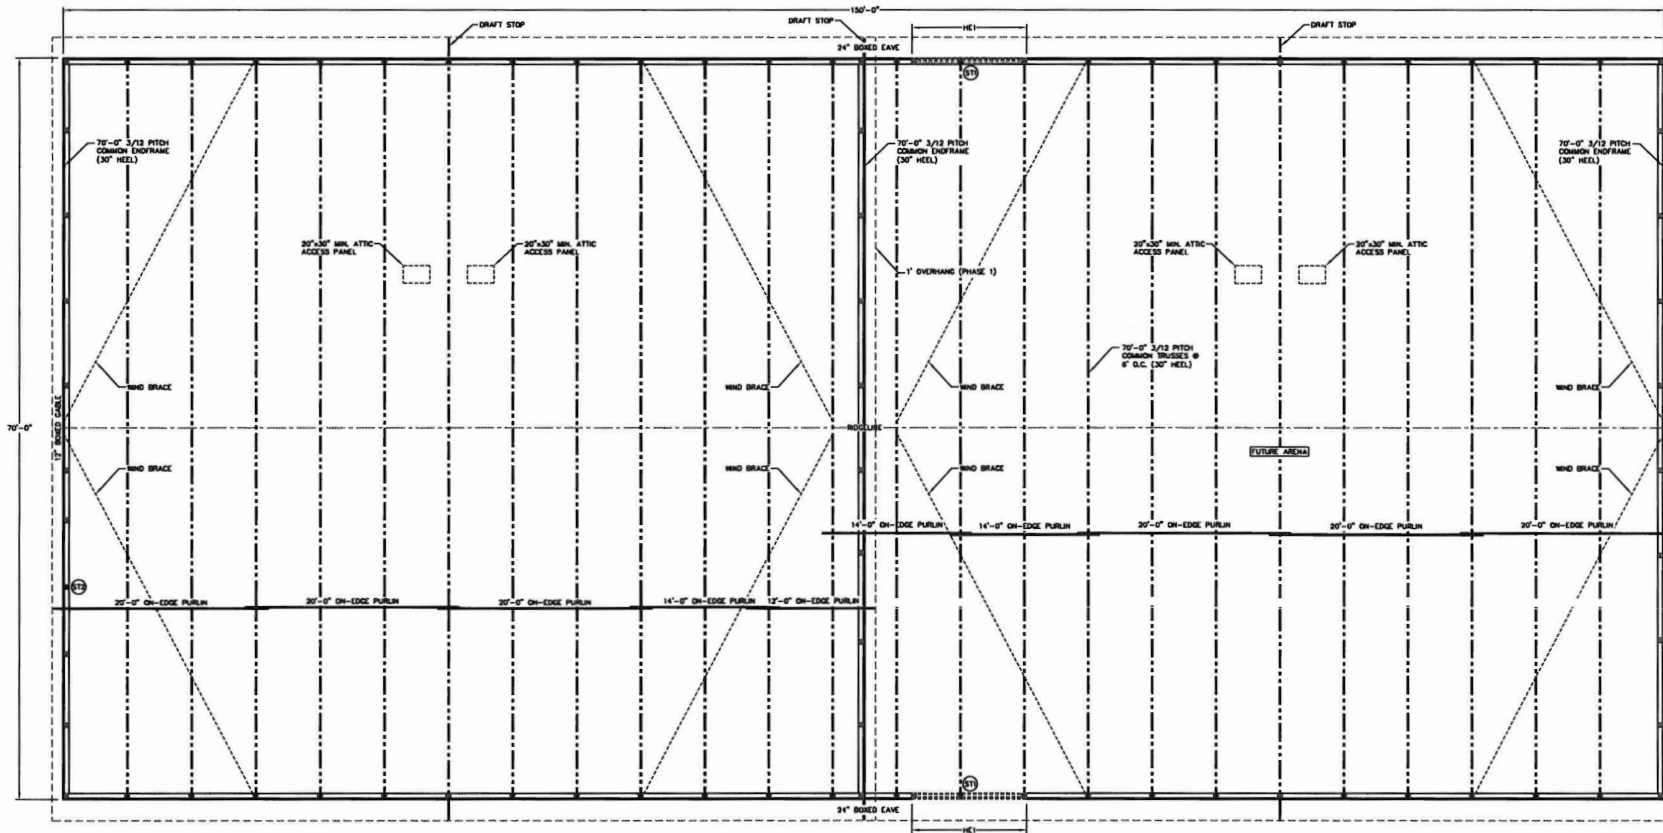 150'-0"
DRAFT STOP
DRAFT STOP
HE1
DRAFT STOP
24" BOXED EAVE
ST1
70'-0" 3/12 PITCH
COMMON ENDFRAME
(30" HEEL)
70'-0" 3/12 PITCH
COMMON ENDFRAME
(30" HEEL)
70'-0" 3/12 PITCH
COMMON ENDFRAME
(30" HEEL)
20"x30" MIN. ATTIC
ACCESS PANEL
20"x30" MIN. ATTIC
ACCESS PANEL
20"x30" MIN. ATTIC
ACCESS PANEL
20"x30" MIN. ATTIC
ACCESS PANEL
1' OVERHANG (PHASE 1)
70'-0" 3/12 PITCH
COMMON TRUSSES @
6' O.C. (30" HEEL)
WIND BRACE
WIND BRACE
WIND BRACE
WIND BRACE
70'-0"
12" BOXED GABLE
RIDGELINE
FUTURE ARENA
WIND BRACE
WIND BRACE
WIND BRACE
WIND BRACE
14'-0" ON-EDGE PURLIN
14'-0" ON-EDGE PURLIN
20'-0" ON-EDGE PURLIN
20'-0" ON-EDGE PURLIN
20'-0" ON-EDGE PURLIN
ST2
20'-0" ON-EDGE PURLIN
20'-0" ON-EDGE PURLIN
20'-0" ON-EDGE PURLIN
14'-0" ON-EDGE PURLIN
12'-0" ON-EDGE PURLIN
ST1
24" BOXED EAVE
HE1